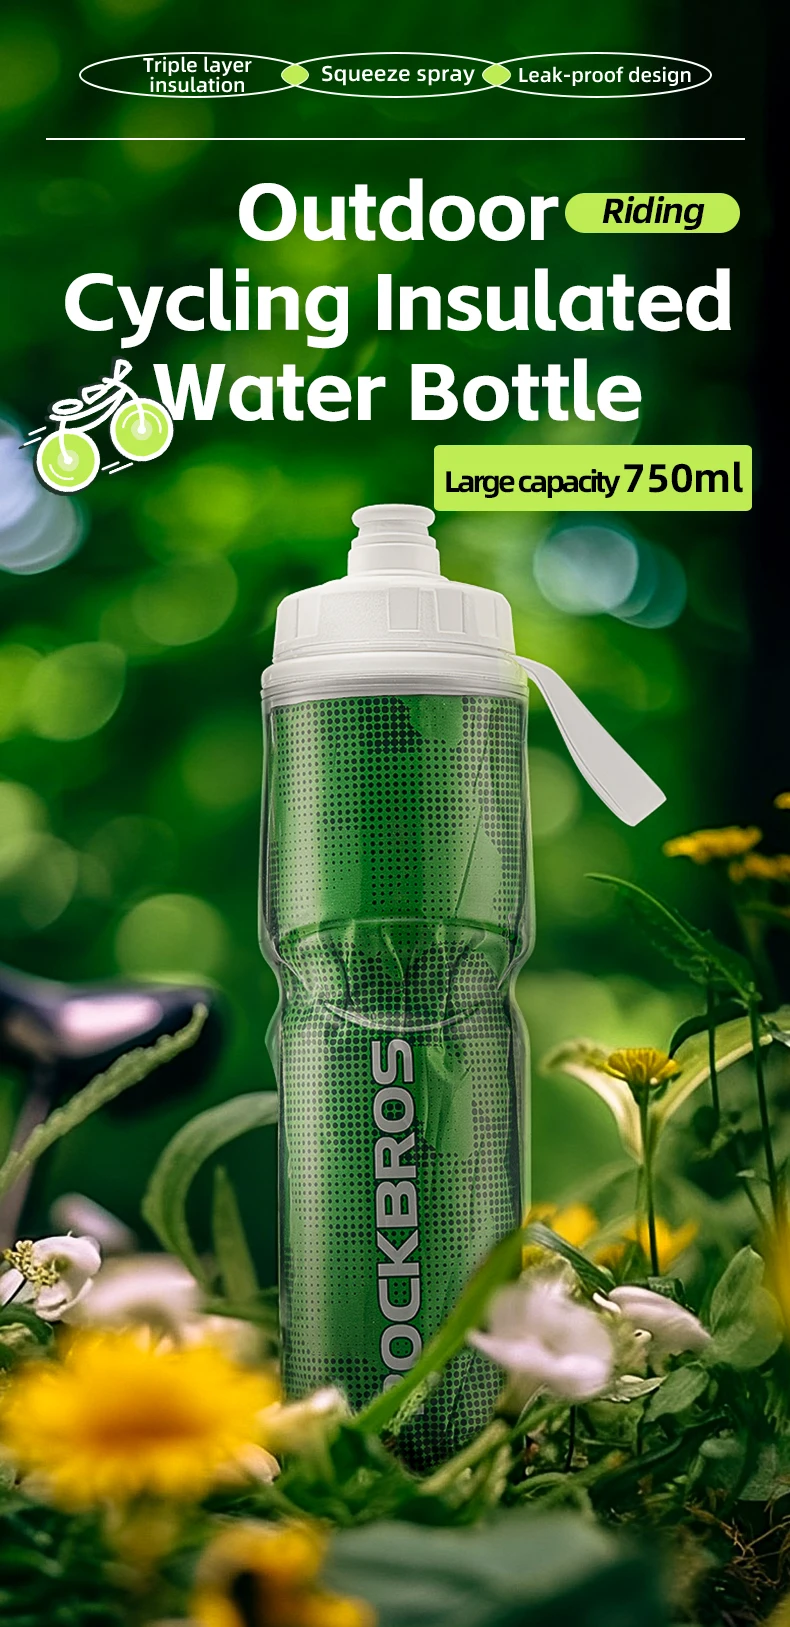 Triple layer
insulation
Squeeze spray
Leak-proof design
Outdoor Riding
Cycling Insulated
Water Bottle
Large capacity 750ml
ROCKBROS